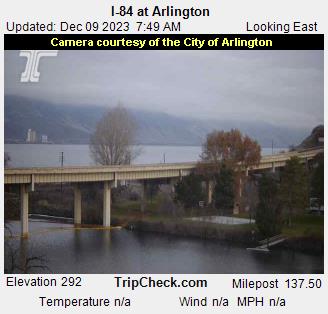 I-84 at Arlington
Updated: Dec 09 2023 7:49 AM Looking East
Camera courtesy of the City of Arlington
Elevation 292 TripCheck.com Milepost 137.50
Temperature n/a Wind n/a MPH n/a